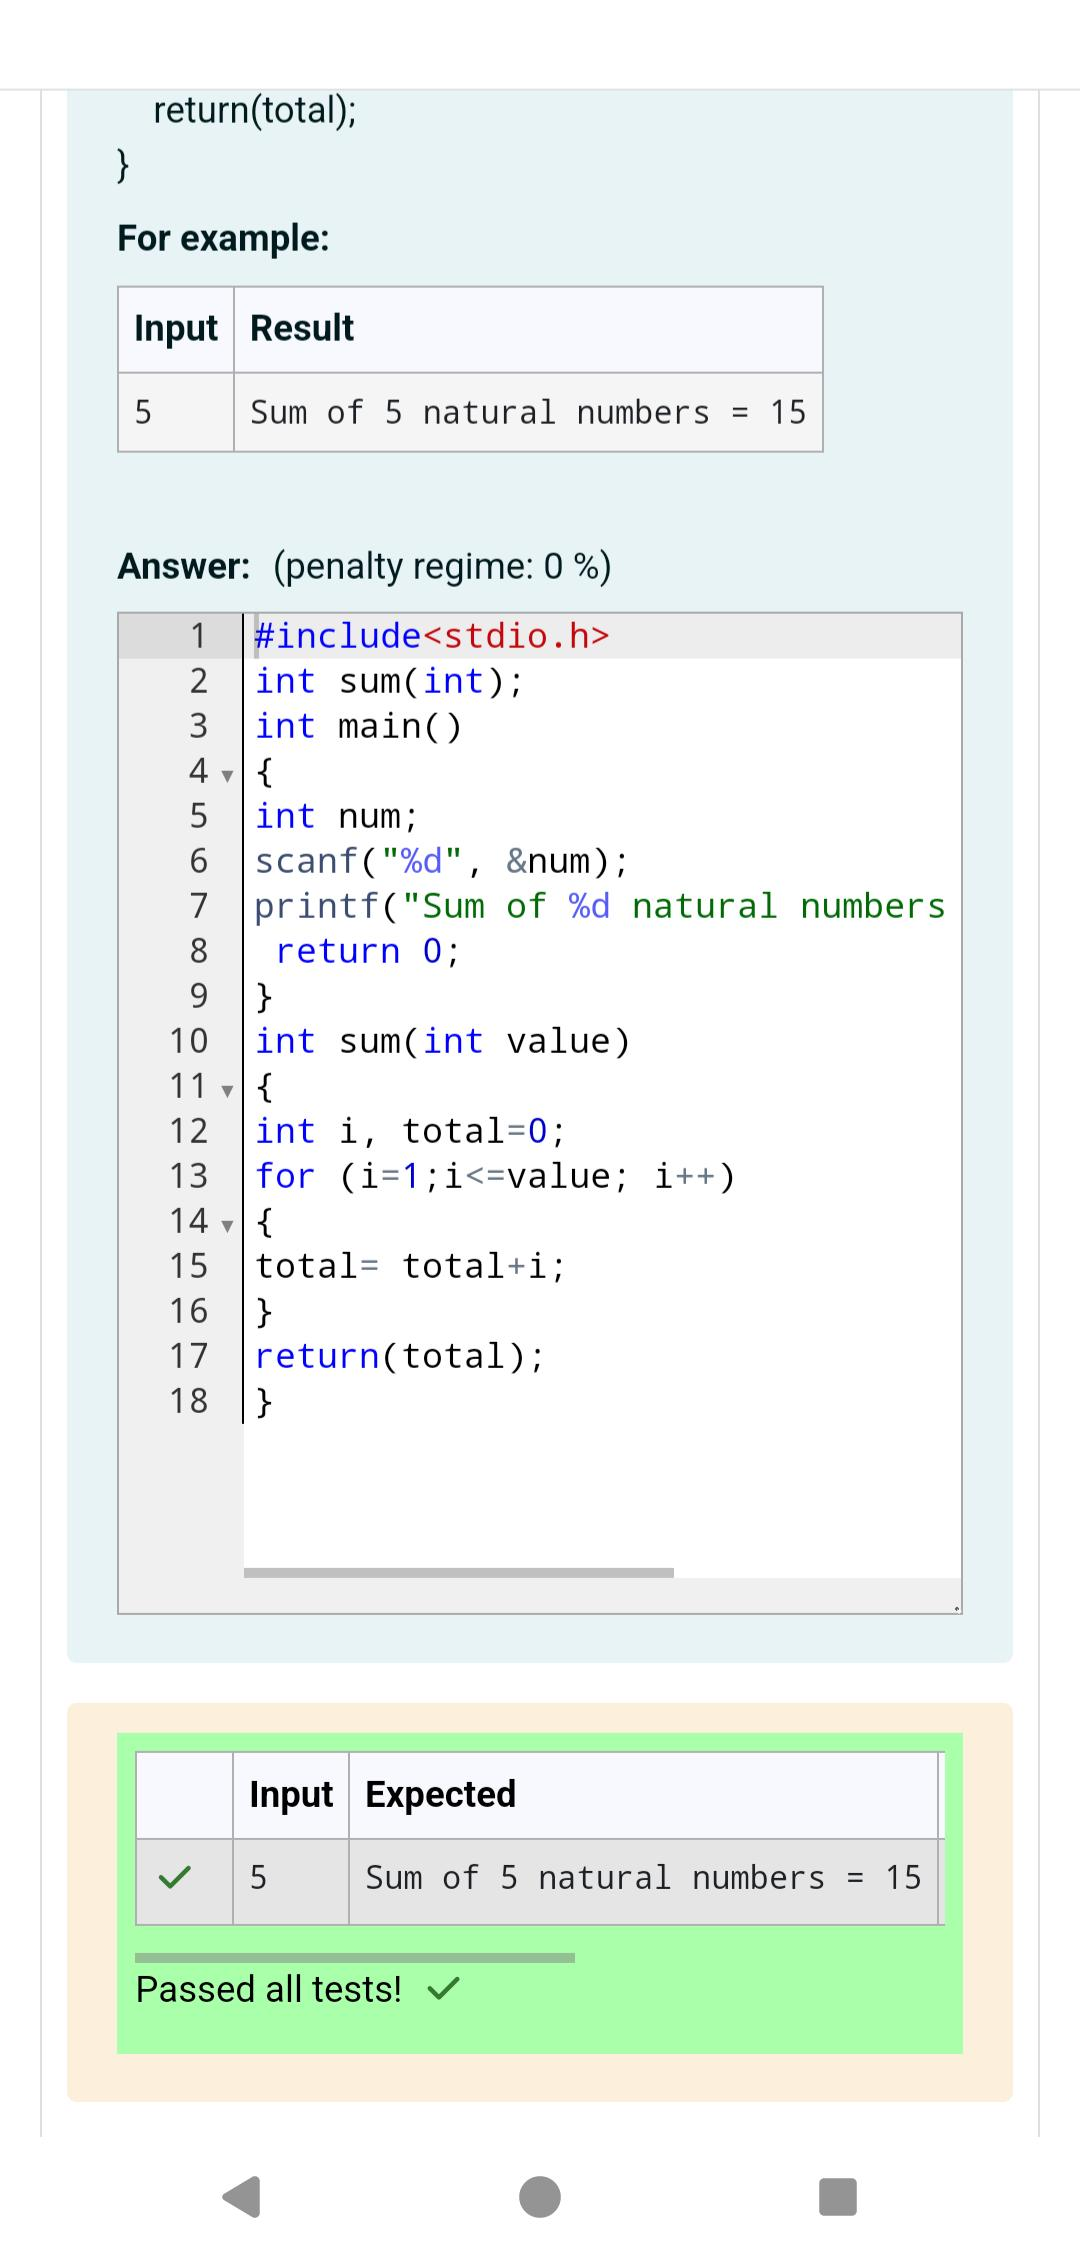 return(total);
}
For example:
Input Result
5 Sum of 5 natural numbers = 15
Answer: (penalty regime: 0 %)
1 #include<stdio.h>
2 int sum(int);
3 int main()
4 {
5 int num;
6 scanf("%d", &num);
7 printf("Sum of %d natural numbers
8 return 0;
9 }
10 int sum(int value)
11 {
12 int i, total=0;
13 for (i=1;i<=value; i++)
14 {
15 total= total+i;
16 }
17 return(total);
18 }
Input Expected
5 Sum of 5 natural numbers = 15
Passed all tests!